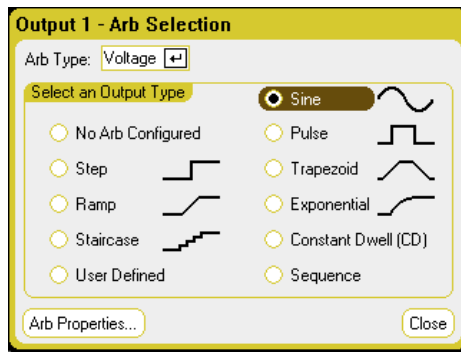 Output 1 - Arb Selection
Arb Type: Voltage
Select an Output Type
Sine
No Arb Configured
Pulse
Step
Trapezoid
Ramp
Exponential
Staircase
Constant Dwell (CD)
User Defined
Sequence
Arb Properties...
Close